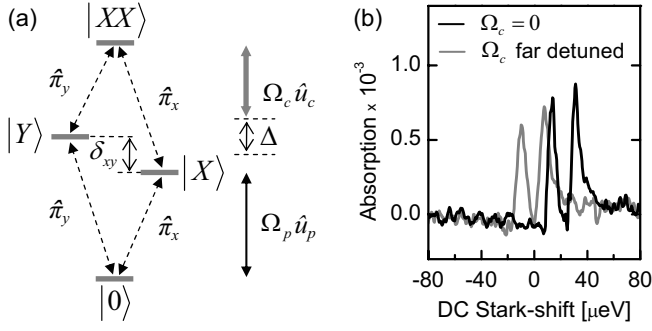 (a)
|XX⟩
π̂y
π̂x
Ωc ûc
|Y⟩
δxy
Δ
|X⟩
π̂y
π̂x
Ωp ûp
|0⟩
(b)
Ωc = 0
Ωc far detuned
Absorption x 10⁻³
1.0
0.5
0.0
-80 -40 0 40 80
DC Stark-shift [μeV]